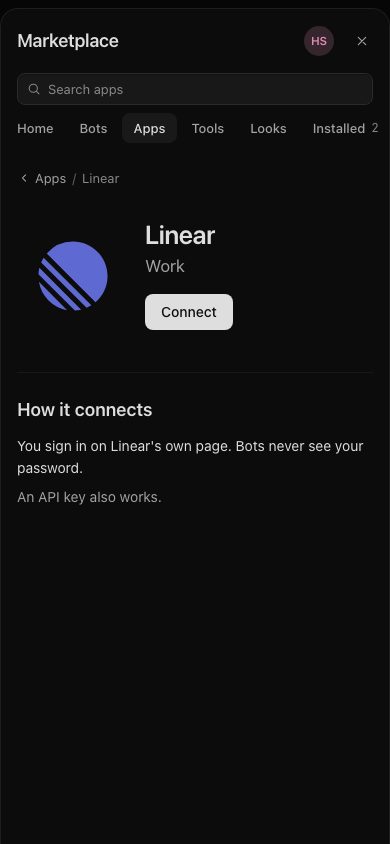 Marketplace
HS
Search apps
Home Bots Apps Tools Looks Installed 2
Apps / Linear
Linear
Work
Connect
How it connects
You sign in on Linear's own page. Bots never see your
password.
An API key also works.